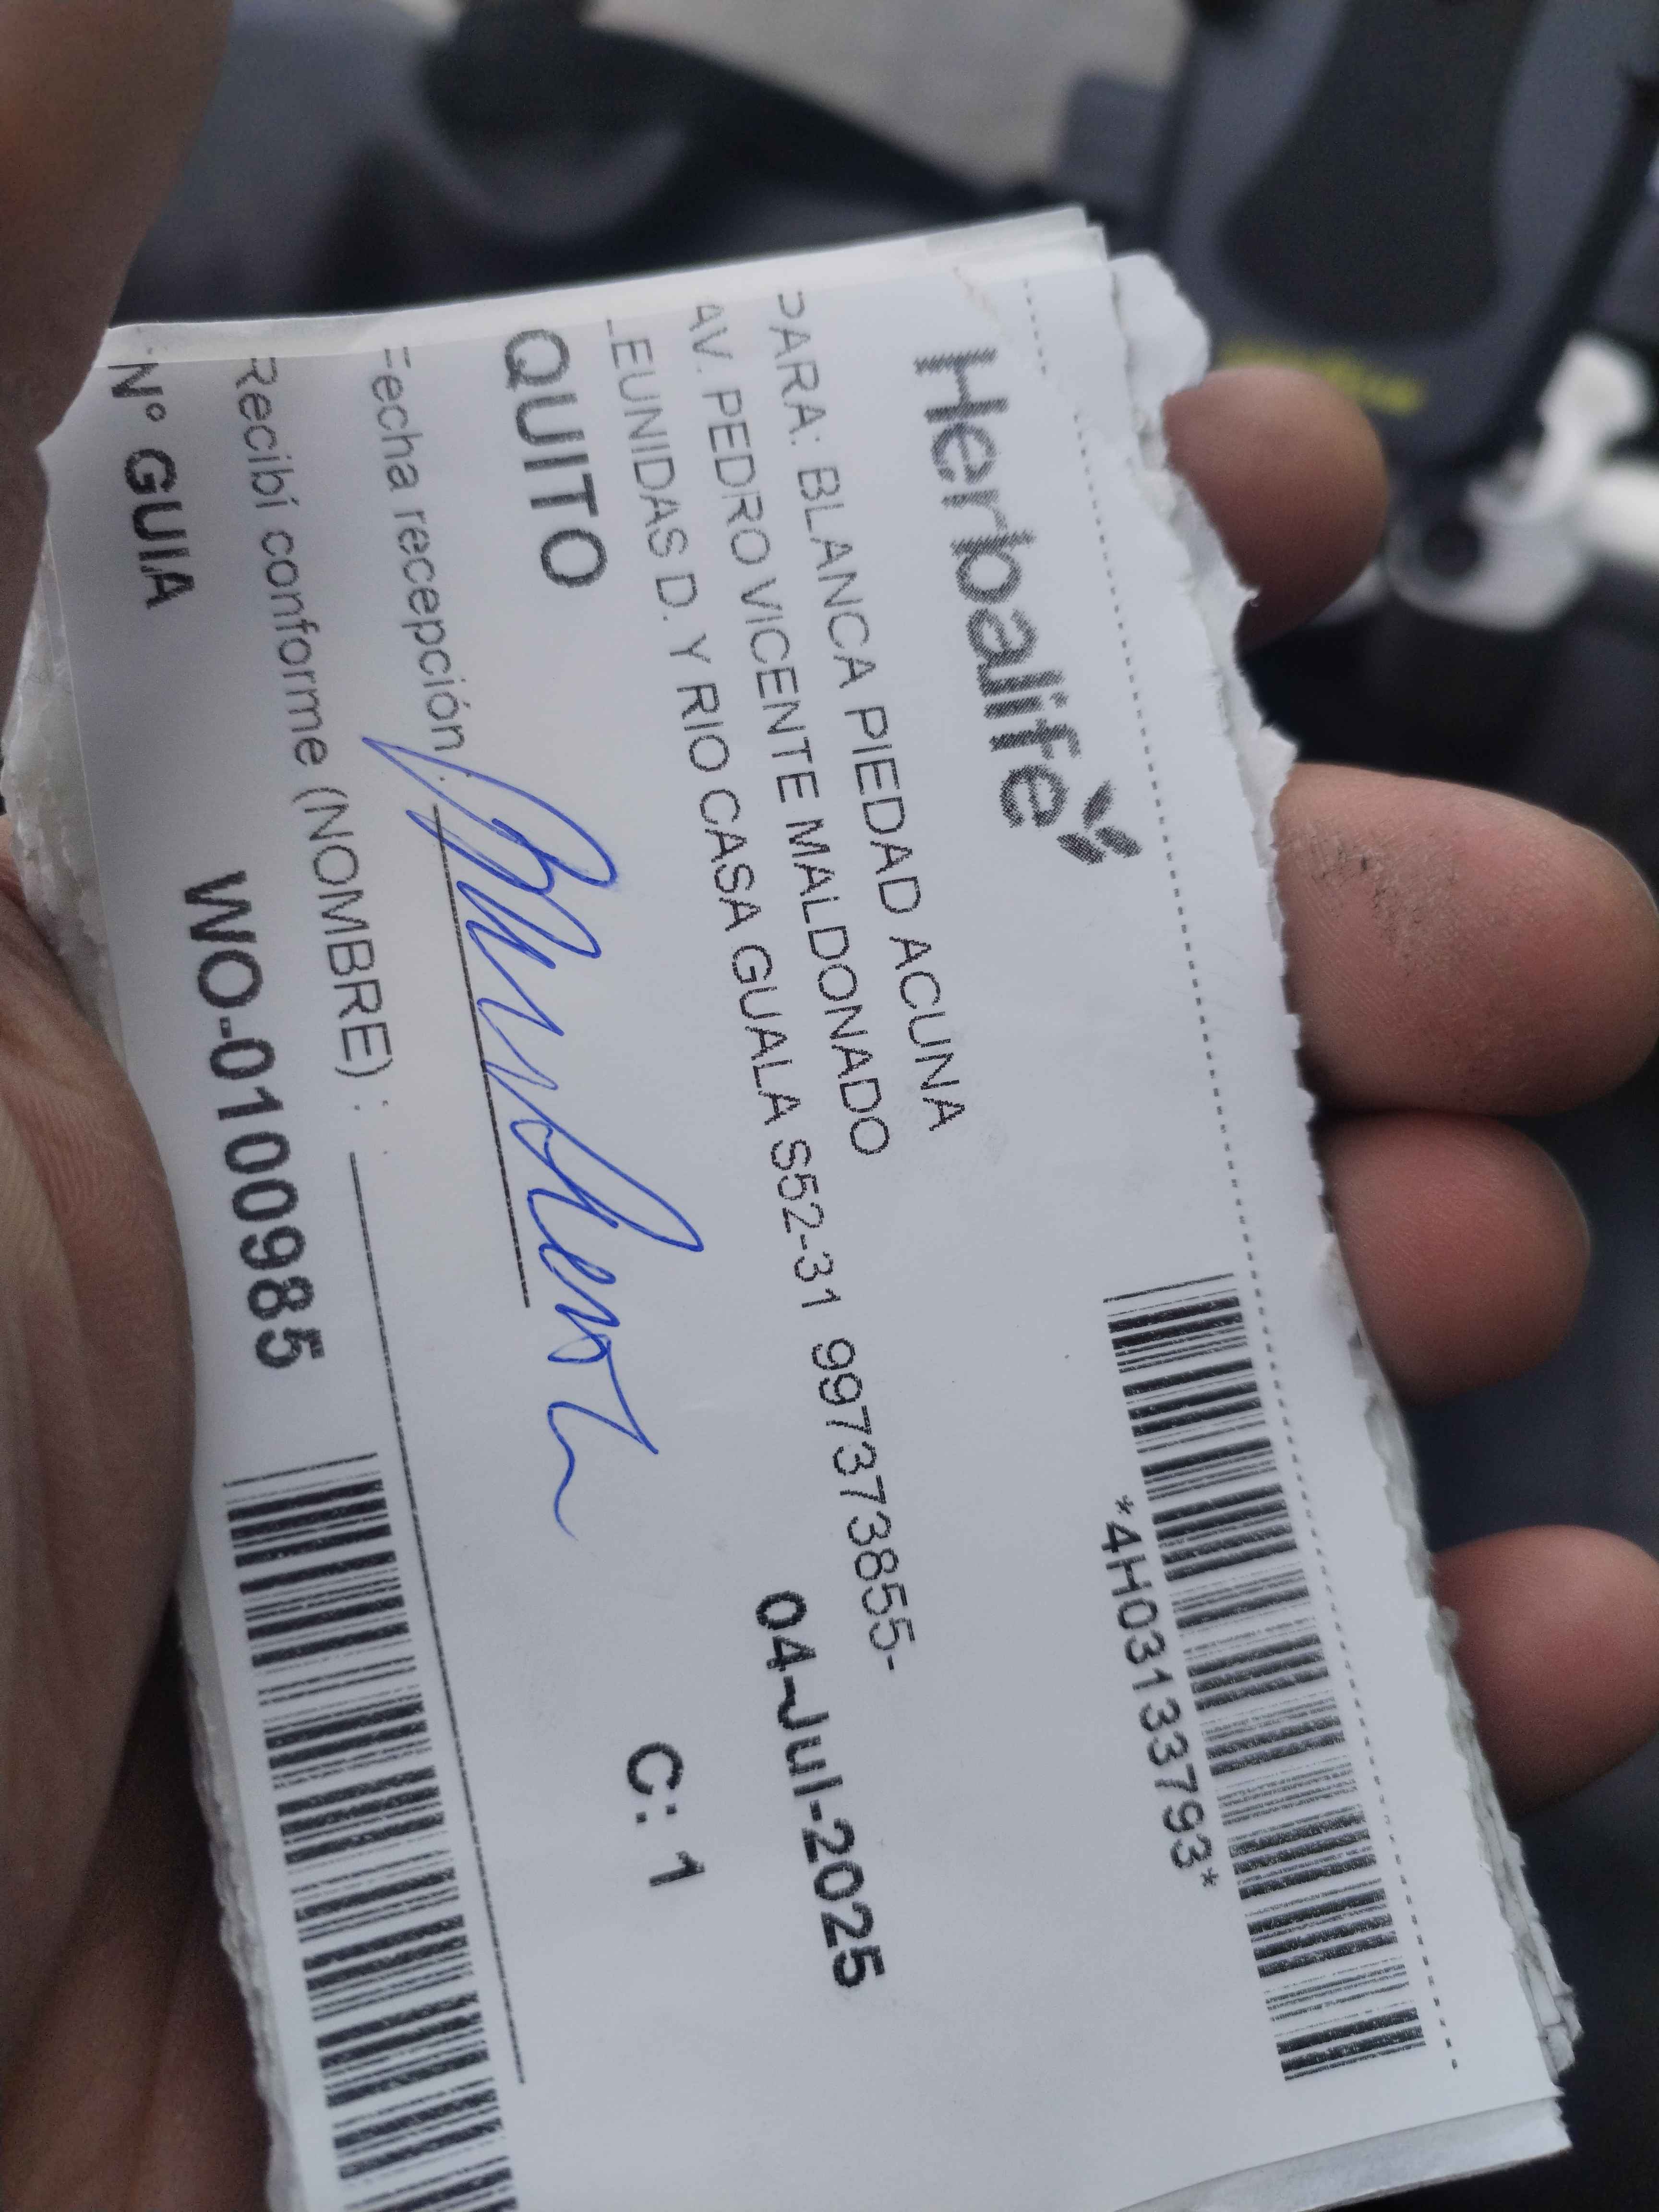 Herbalife
*4H03133793*
PARA: BLANCA PIEDAD ACUNA
AV. PEDRO VICENTE MALDONADO
LEUNIDAS D. Y RIO CASA GUALA S52-31 997373855-
04-Jul-2025
QUITO
C: 1
Fecha recepción
Recibí conforme (NOMBRE) :
N° GUIA WO-0100985